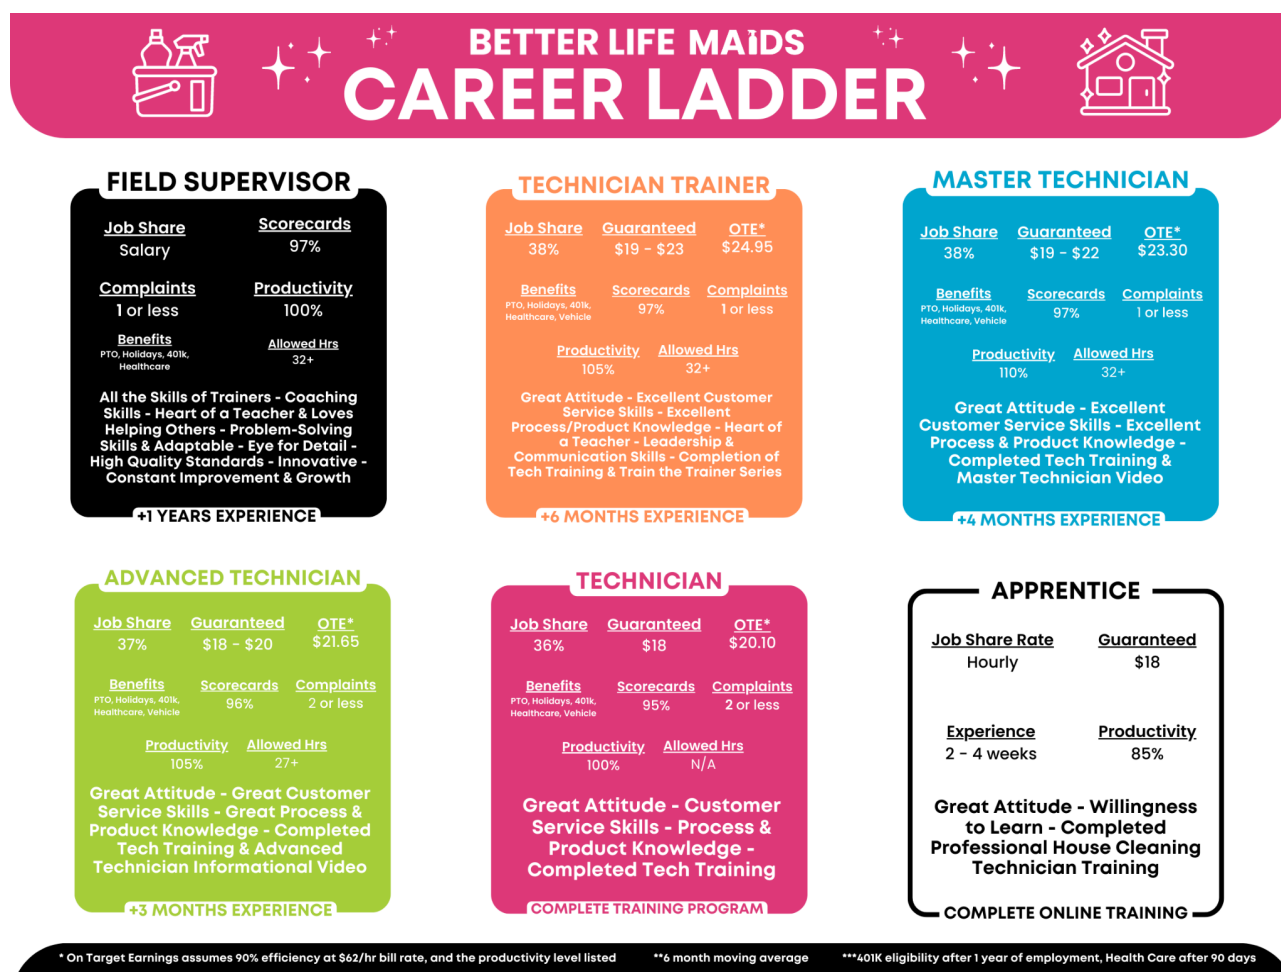 BETTER LIFE MAIDS
CAREER LADDER
FIELD SUPERVISOR
Job Share
Scorecards
Salary
97%
Complaints
Productivity
1 or less
100%
Benefits
Allowed Hrs
PTO, Holidays, 401k,
Healthcare
32+
All the Skills of Trainers - Coaching
Skills - Heart of a Teacher & Loves
Helping Others - Problem-Solving
Skills & Adaptable - Eye for Detail -
High Quality Standards - Innovative -
Constant Improvement & Growth
+1 YEARS EXPERIENCE
TECHNICIAN TRAINER
Job Share Guaranteed OTE*
38% $19 - $23 $24.95
Benefits Scorecards Complaints
PTO, Holidays, 401k,
Healthcare, Vehicle
97% 1 or less
Productivity Allowed Hrs
105% 32+
Great Attitude - Excellent Customer
Service Skills - Excellent
Process/Product Knowledge - Heart of
a Teacher - Leadership &
Communication Skills - Completion of
Tech Training & Train the Trainer Series
+6 MONTHS EXPERIENCE
MASTER TECHNICIAN
Job Share Guaranteed OTE*
38% $19 - $22 $23.30
Benefits Scorecards Complaints
PTO, Holidays, 401k,
Healthcare, Vehicle
97% 1 or less
Productivity Allowed Hrs
110% 32+
Great Attitude - Excellent
Customer Service Skills - Excellent
Process & Product Knowledge -
Completed Tech Training &
Master Technician Video
+4 MONTHS EXPERIENCE
ADVANCED TECHNICIAN
Job Share Guaranteed OTE*
37% $18 - $20 $21.65
Benefits Scorecards Complaints
PTO, Holidays, 401k,
Healthcare, Vehicle
96% 2 or less
Productivity Allowed Hrs
105% 27+
Great Attitude - Great Customer
Service Skills - Great Process &
Product Knowledge - Completed
Tech Training & Advanced
Technician Informational Video
+3 MONTHS EXPERIENCE
TECHNICIAN
Job Share Guaranteed OTE*
36% $18 $20.10
Benefits Scorecards Complaints
PTO, Holidays, 401k,
Healthcare, Vehicle
95% 2 or less
Productivity Allowed Hrs
100% N/A
Great Attitude - Customer
Service Skills - Process &
Product Knowledge -
Completed Tech Training
COMPLETE TRAINING PROGRAM
APPRENTICE
Job Share Rate Guaranteed
Hourly $18
Experience Productivity
2 - 4 weeks 85%
Great Attitude - Willingness
to Learn - Completed
Professional House Cleaning
Technician Training
COMPLETE ONLINE TRAINING
* On Target Earnings assumes 90% efficiency at $62/hr bill rate, and the productivity level listed **6 month moving average ***401K eligibility after 1 year of employment, Health Care after 90 days